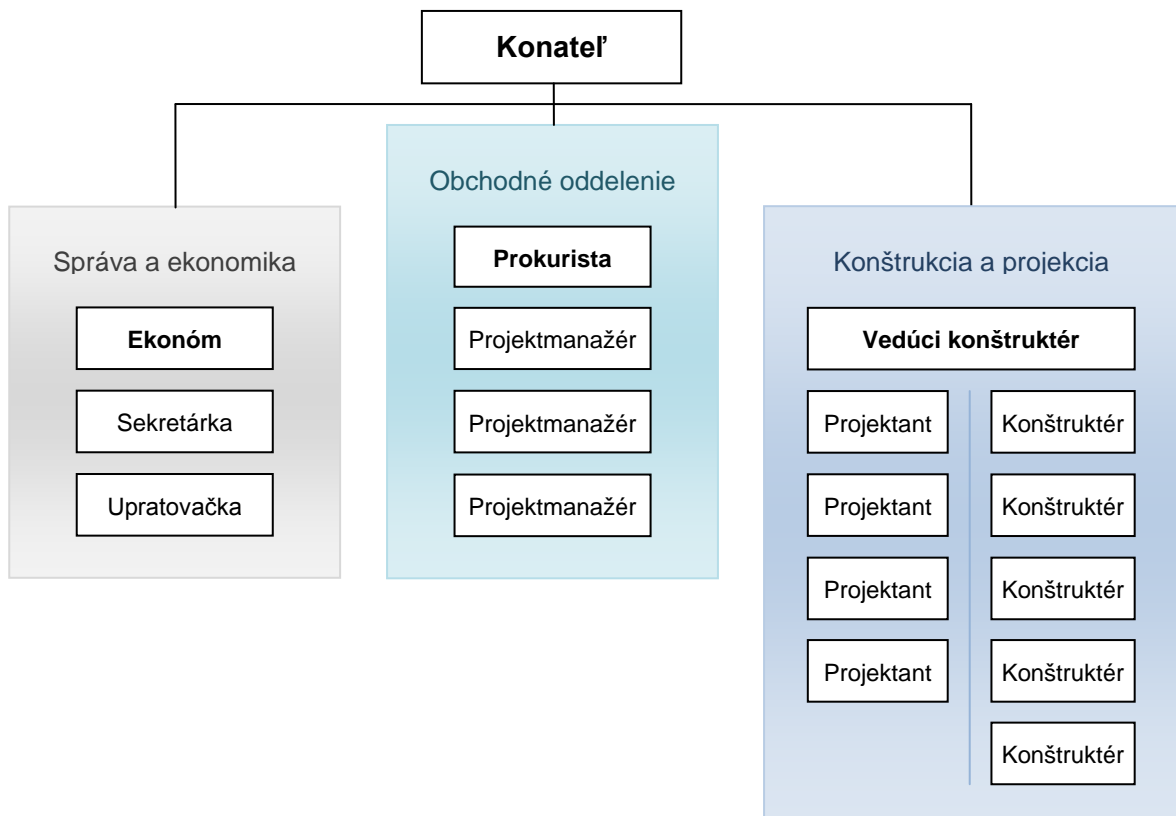 Konateľ
Správa a ekonomika
Ekonóm
Sekretárka
Upratovačka
Obchodné oddelenie
Prokurista
Projektmanažér
Projektmanažér
Projektmanažér
Konštrukcia a projekcia
Vedúci konštruktér
Projektant
Projektant
Projektant
Projektant
Konštruktér
Konštruktér
Konštruktér
Konštruktér
Konštruktér